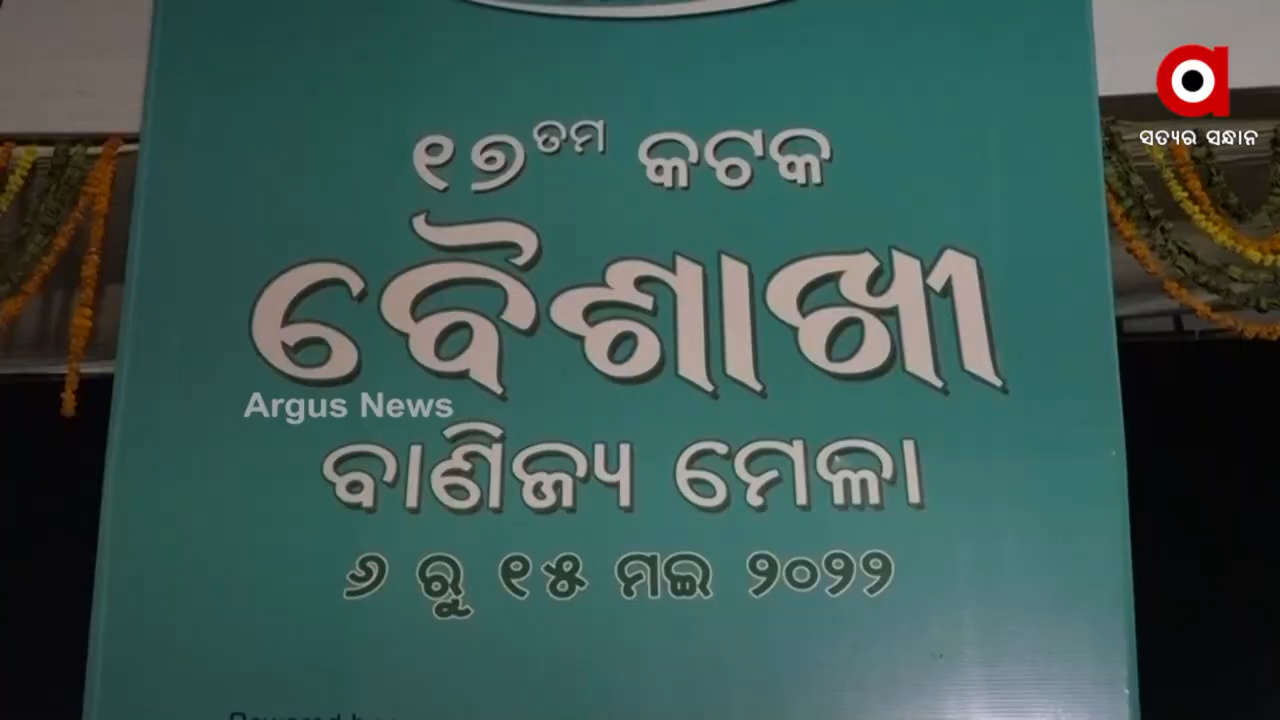 ସତ୍ୟର ସନ୍ଧାନ
୧୭ତମ କଟକ
ବୈଶାଖୀ
Argus News
ବାଣିଜ୍ୟ ମେଳା
୬ ରୁ ୧୫ ମଇ ୨୦୨୨